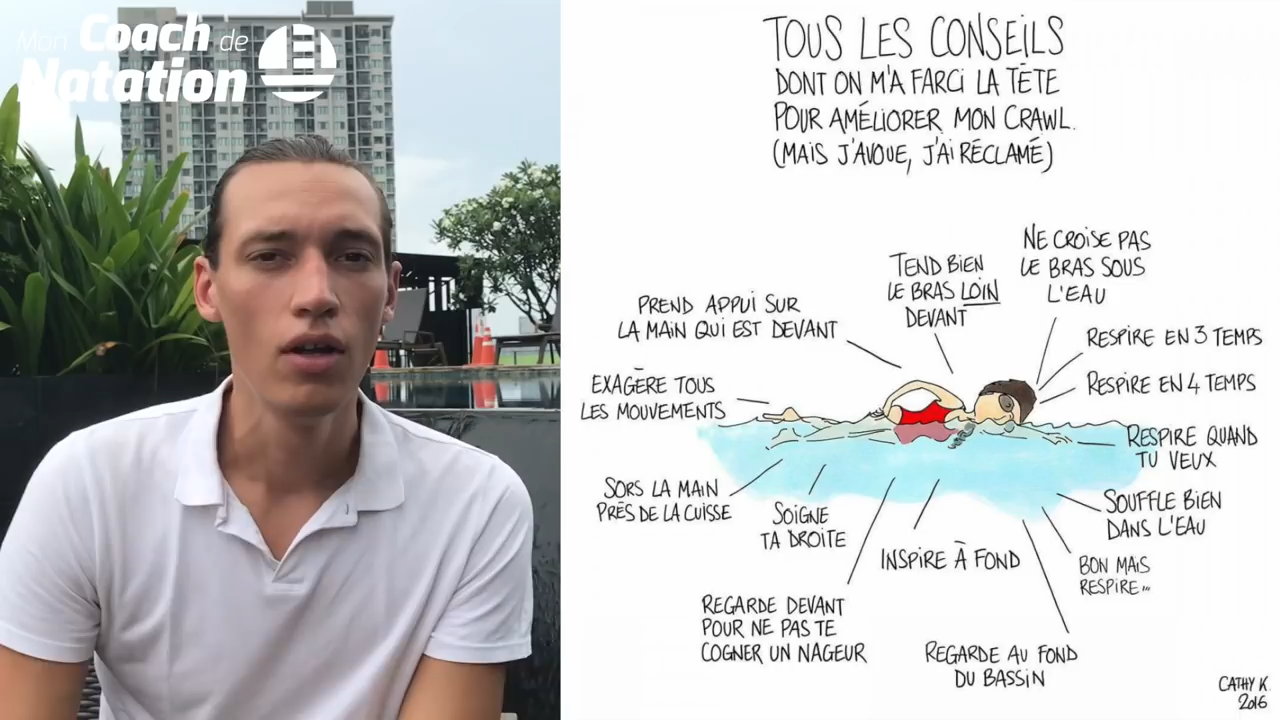 Mon Coach de
Natation
TOUS LES CONSEILS
DONT ON M'A FARCI LA TÊTE
POUR AMÉLIORER MON CRAWL.
(MAIS J'AVOUE, J'AI RÉCLAMÉ)
NE CROISE PAS
LE BRAS SOUS
L'EAU
TEND BIEN
LE BRAS LOIN
DEVANT
PREND APPUI SUR
LA MAIN QUI EST DEVANT
RESPIRE EN 3 TEMPS
RESPIRE EN 4 TEMPS
EXAGÈRE TOUS
LES MOUVEMENTS
RESPIRE QUAND
TU VEUX
SORS LA MAIN
PRÈS DE LA CUISSE
SOIGNE
TA DROITE
SOUFFLE BIEN
DANS L'EAU
INSPIRE À FOND
BON MAIS
RESPIRE...
REGARDE DEVANT
POUR NE PAS TE
COGNER UN NAGEUR
REGARDE AU FOND
DU BASSIN
CATHY K.
2016